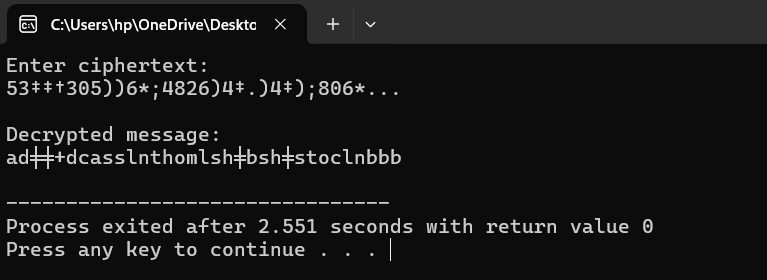 C:\Users\hp\OneDrive\Deskto
Enter ciphertext:
53‡‡†305))6*;4826)4‡.)4‡);806*...
Decrypted message:
ad╪╪+dcasslnthomlsh╪bsh╪stoclnbbb
--------------------------------
Process exited after 2.551 seconds with return value 0
Press any key to continue . . .